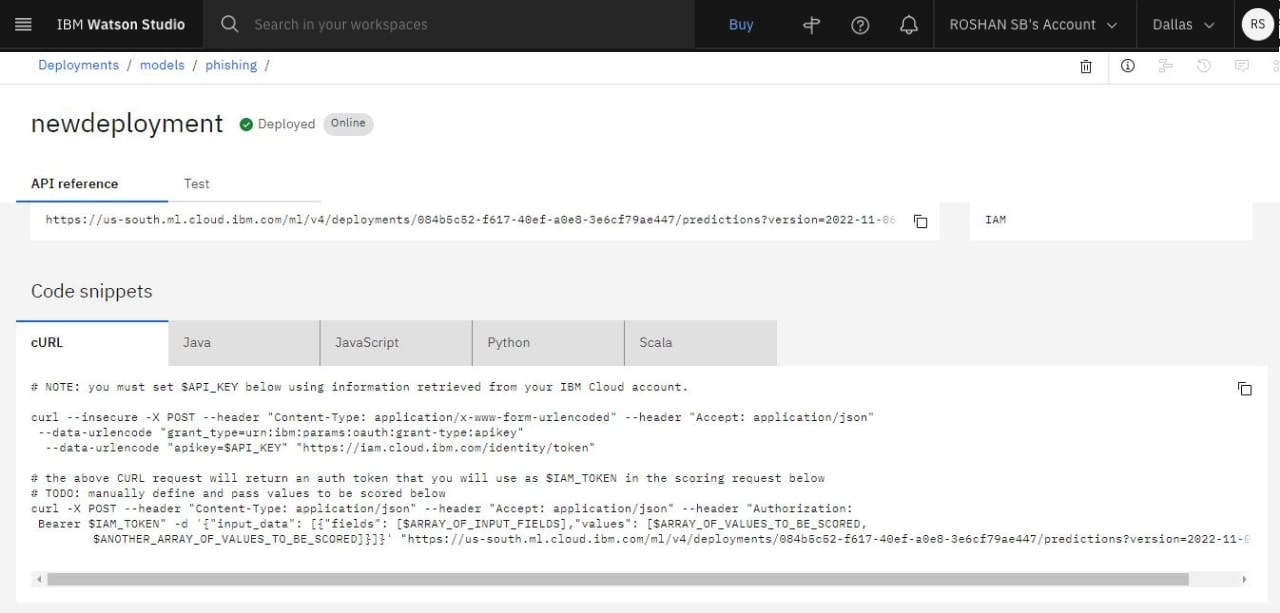 IBM Watson Studio
Search in your workspaces
Buy
ROSHAN SB's Account
Dallas
RS
Deployments / models / phishing /
newdeployment
Deployed
Online
API reference
Test
https://us-south.ml.cloud.ibm.com/ml/v4/deployments/084b5c52-f617-40ef-a0e8-3e6cf79ae447/predictions?version=2022-11-06
IAM
Code snippets
cURL
Java
JavaScript
Python
Scala
# NOTE: you must set $API_KEY below using information retrieved from your IBM Cloud account.
curl --insecure -X POST --header "Content-Type: application/x-www-form-urlencoded" --header "Accept: application/json"
--data-urlencode "grant_type=urn:ibm:params:oauth:grant-type:apikey"
--data-urlencode "apikey=$API_KEY" "https://iam.cloud.ibm.com/identity/token"
# the above CURL request will return an auth token that you will use as $IAM_TOKEN in the scoring request below
# TODO: manually define and pass values to be scored below
curl -X POST --header "Content-Type: application/json" --header "Accept: application/json" --header "Authorization:
Bearer $IAM_TOKEN" -d '{"input_data": [{"fields": [$ARRAY_OF_INPUT_FIELDS],"values": [$ARRAY_OF_VALUES_TO_BE_SCORED,
$ANOTHER_ARRAY_OF_VALUES_TO_BE_SCORED]}]}' "https://us-south.ml.cloud.ibm.com/ml/v4/deployments/084b5c52-f617-40ef-a0e8-3e6cf79ae447/predictions?version=2022-11-0